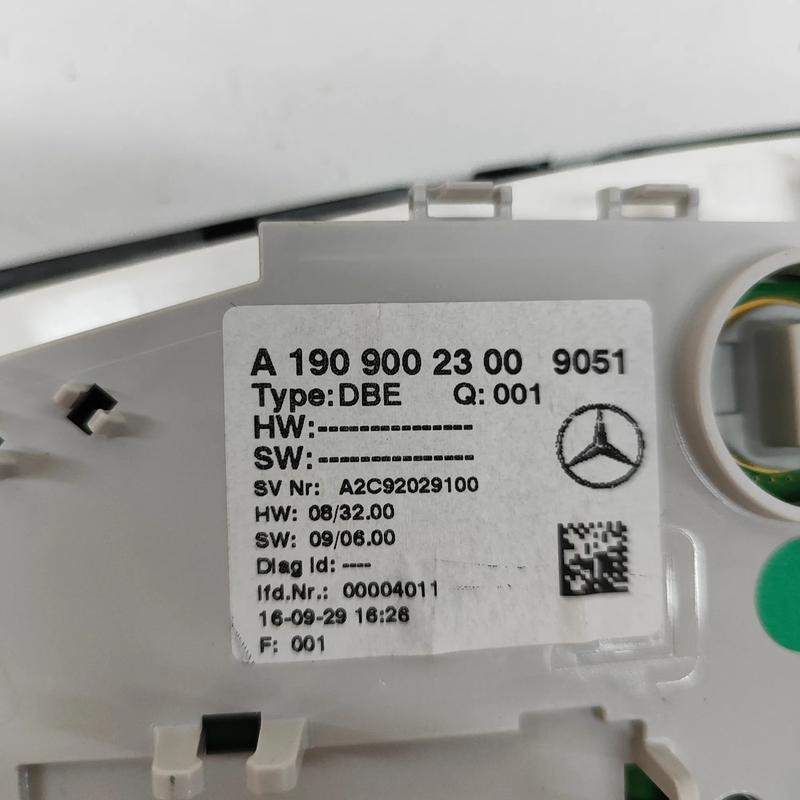 A 190 900 23 00 9051
Type:DBE Q: 001
HW:---------------
SW:---------------
SV Nr: A2C92029100
HW: 08/32.00
SW: 09/06.00
Diag Id: ----
lfd.Nr.: 00004011
16-09-29 16:26
F: 001